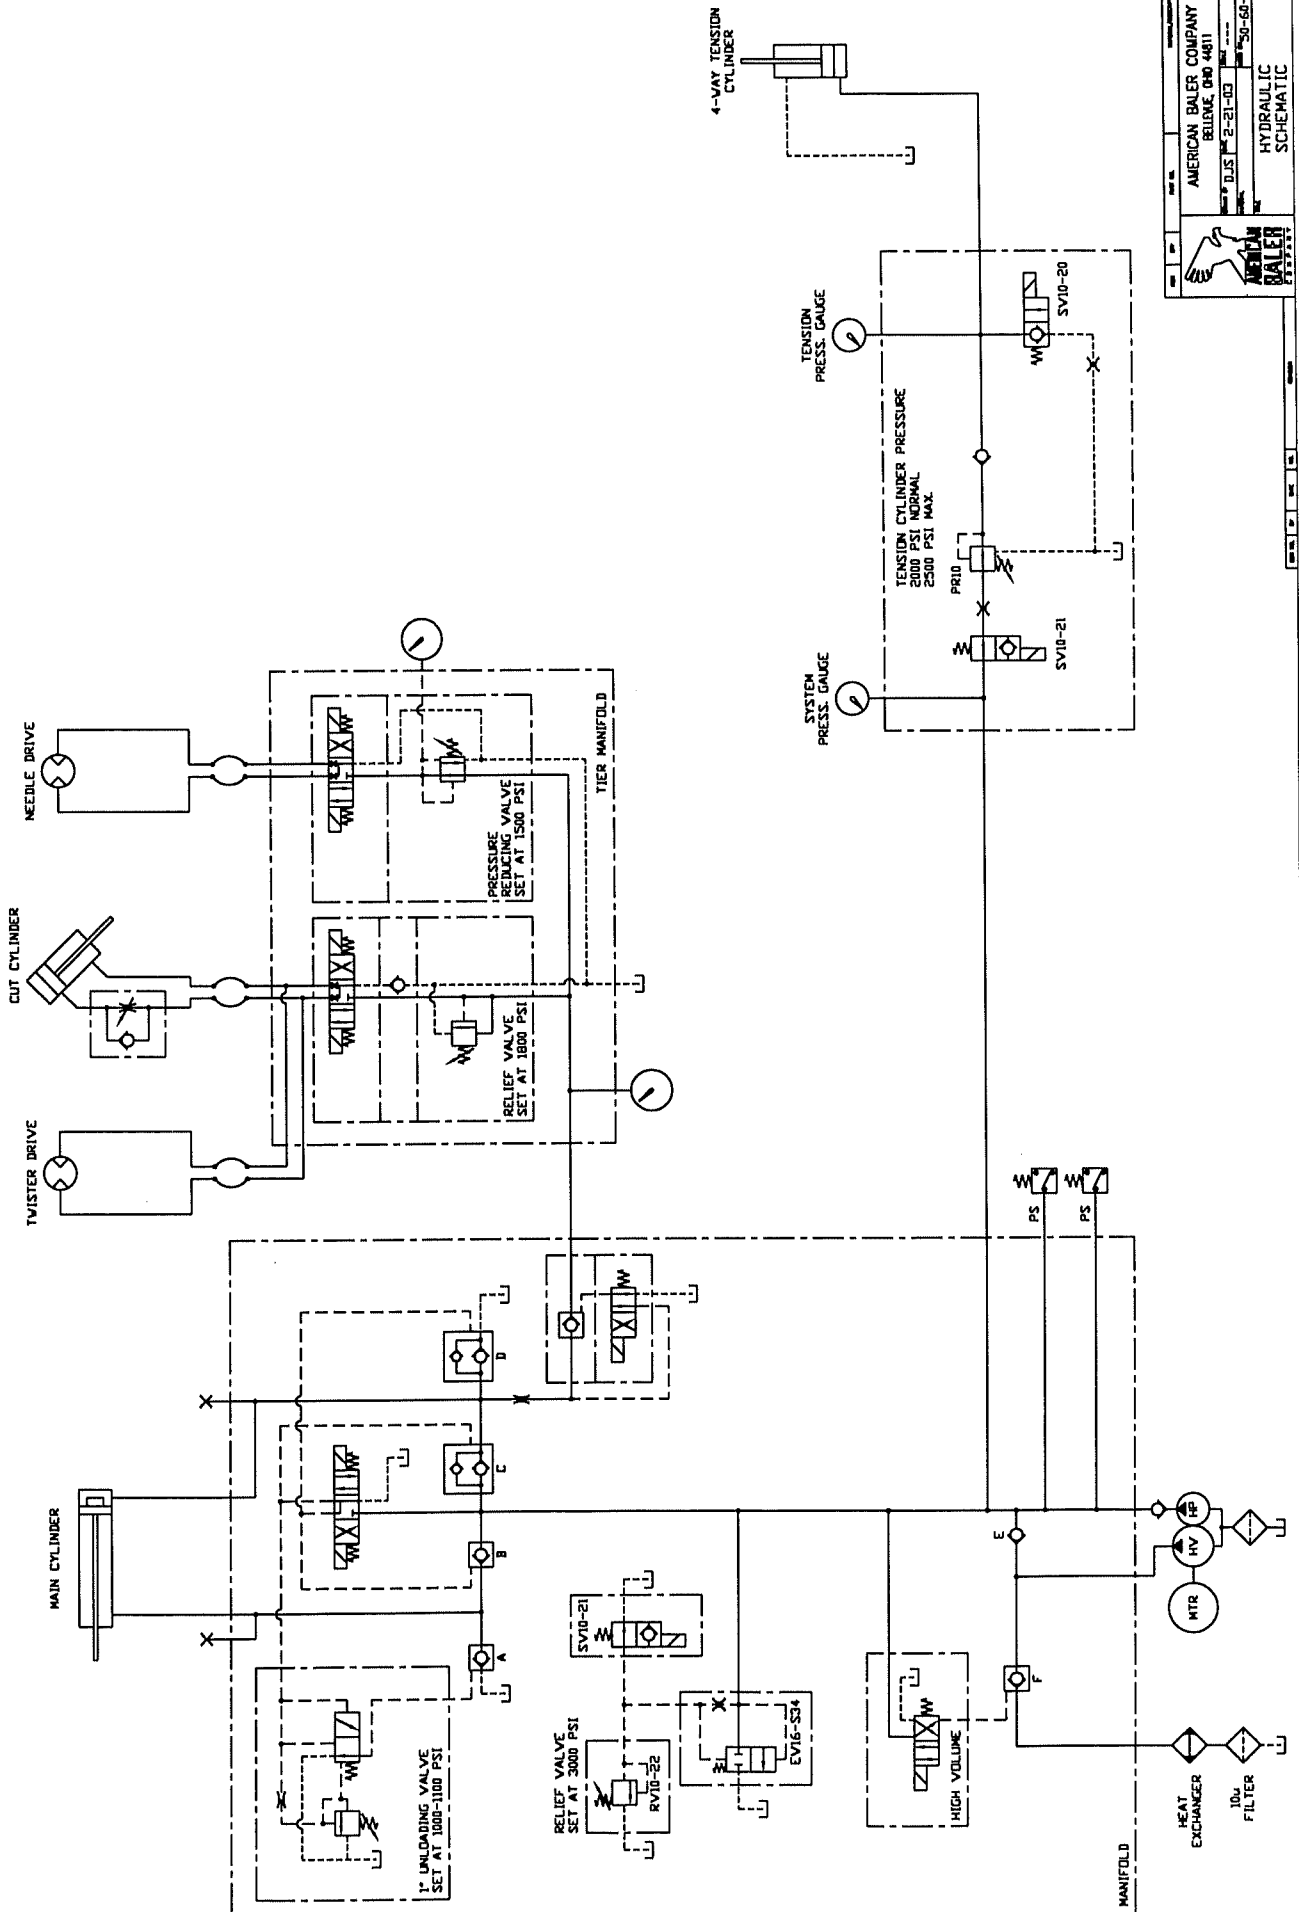 TWISTER DRIVE
CUT CYLINDER
NEEDLE DRIVE
4-WAY TENSION
CYLINDER
MAIN CYLINDER
1" UNLOADING VALVE
SET AT 1000-1100 PSI
A
B
C
D
RELIEF VALVE
SET AT 1800 PSI
PRESSURE
REDUCING VALVE
SET AT 1500 PSI
TIER MANIFOLD
RELIEF VALVE
SET AT 3000 PSI
RV10-22
SV10-21
EV16-S34
HIGH VOLUME
F
E
MANIFOLD
HEAT
EXCHANGER
10u
FILTER
MTR
HV
HP
PS
PS
SYSTEM
PRESS. GAUGE
SV10-21
PR10
TENSION CYLINDER PRESSURE
2000 PSI NORMAL
2500 PSI MAX.
TENSION
PRESS. GAUGE
SV10-20
AMERICAN
BALER
COMPANY
AMERICAN BALER COMPANY
BELLEVUE, OHIO 44811
DJS
2-21-03
---
HYDRAULIC
SCHEMATIC